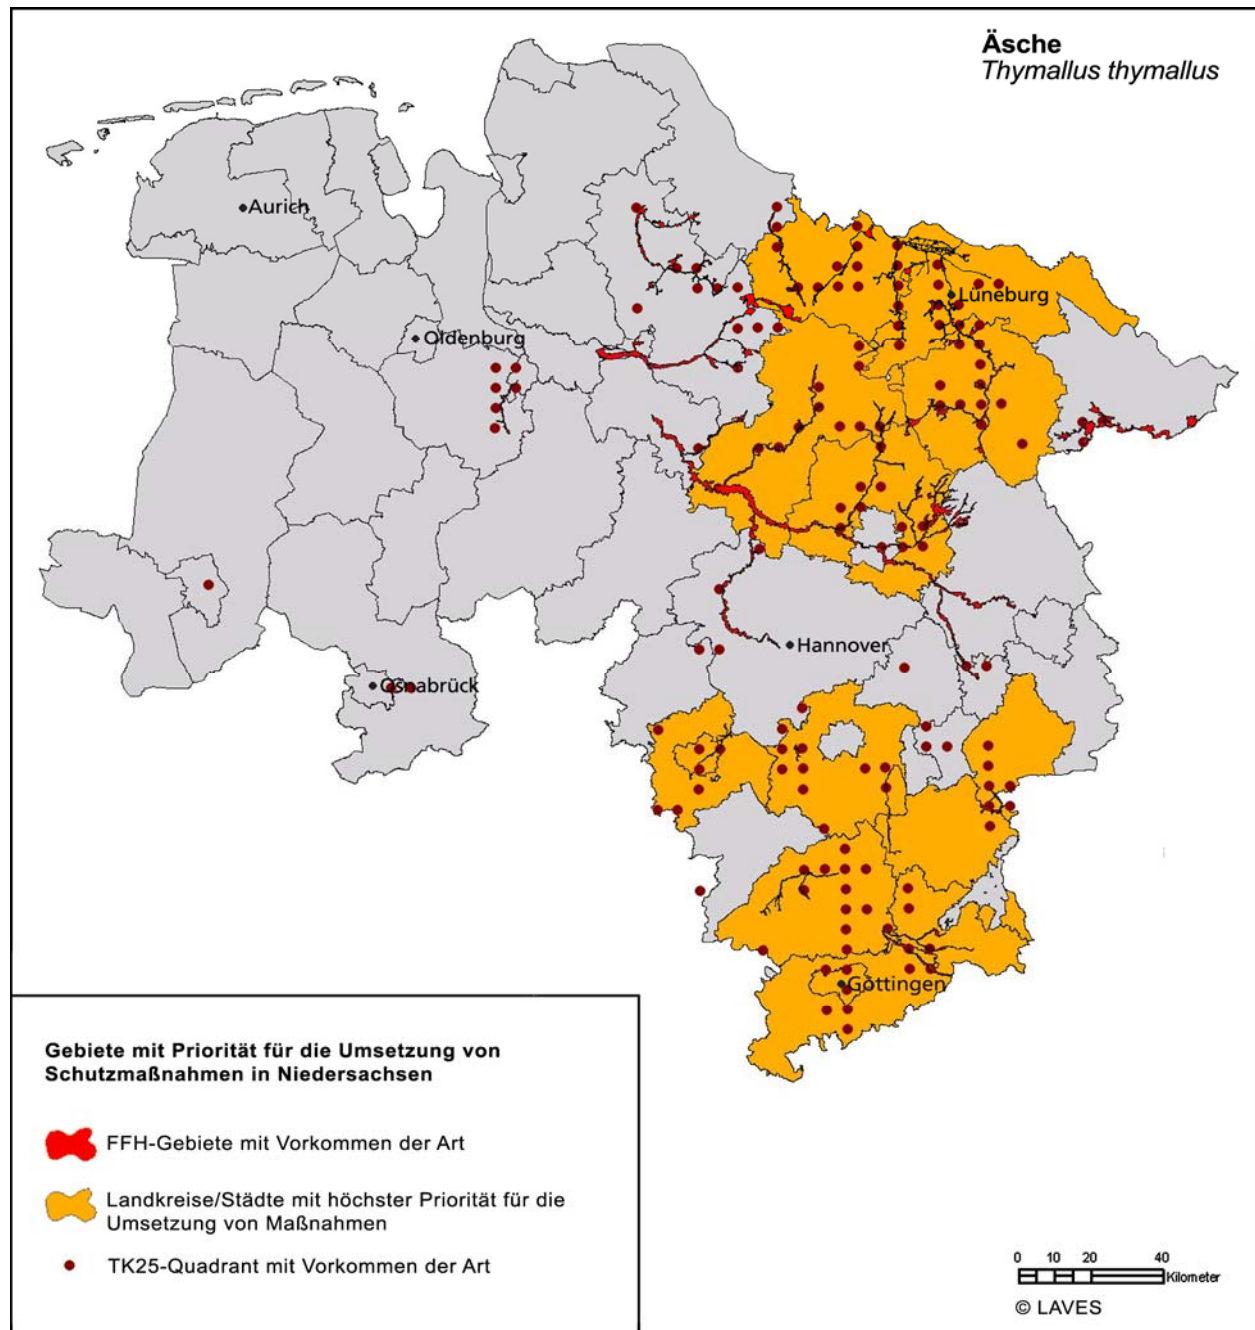 Äsche
Thymallus thymallus
Aurich
Lüneburg
Oldenburg
Hannover
Osnabrück
Göttingen
Gebiete mit Priorität für die Umsetzung von
Schutzmaßnahmen in Niedersachsen
FFH-Gebiete mit Vorkommen der Art
Landkreise/Städte mit höchster Priorität für die
Umsetzung von Maßnahmen
TK25-Quadrant mit Vorkommen der Art
0 10 20 40
Kilometer
© LAVES